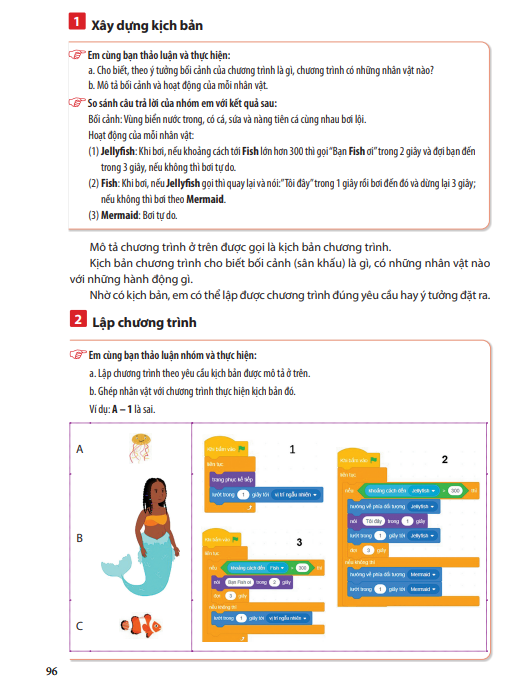 1 Xây dựng kịch bản
Em cùng bạn thảo luận và thực hiện:
a. Cho biết, theo ý tưởng bối cảnh của chương trình là gì, chương trình có những nhân vật nào?
b. Mô tả bối cảnh và hoạt động của mỗi nhân vật.
So sánh câu trả lời của nhóm em với kết quả sau:
Bối cảnh: Vùng biển nước trong, có cá, sứa và nàng tiên cá cùng nhau bơi lội.
Hoạt động của mỗi nhân vật:
(1) Jellyfish: Khi bơi, nếu khoảng cách tới Fish lớn hơn 300 thì gọi “Bạn Fish ơi” trong 2 giây và đợi bạn đến
trong 3 giây, nếu không thì bơi tự do.
(2) Fish: Khi bơi, nếu Jellyfish gọi thì quay lại và nói: “Tôi đây” trong 1 giây rồi bơi đến đó và dừng lại 3 giây;
nếu không thì bơi theo Mermaid.
(3) Mermaid: Bơi tự do.
Mô tả chương trình ở trên được gọi là kịch bản chương trình.
Kịch bản chương trình cho biết bối cảnh (sân khấu) là gì, có những nhân vật nào
với những hành động gì.
Nhờ có kịch bản, em có thể lập được chương trình đúng yêu cầu hay ý tưởng đặt ra.
2 Lập chương trình
Em cùng bạn thảo luận nhóm và thực hiện:
a. Lập chương trình theo yêu cầu kịch bản được mô tả ở trên.
b. Ghép nhân vật với chương trình thực hiện kịch bản đó.
Ví dụ: A – 1 là sai.
A
B
C
1
khi bấm vào
liên tục
trang phục kế tiếp
lướt trong 1 giây tới vị trí ngẫu nhiên
2
khi bấm vào
liên tục
nếu khoảng cách đến Jellyfish 300 thì
hướng về phía đối tượng Jellyfish
nói Tôi đây trong 1 giây
lướt trong 1 giây tới Jellyfish
đợi 3 giây
nếu không thì
hướng về phía đối tượng Mermaid
lướt trong 1 giây tới Mermaid
3
khi bấm vào
liên tục
nếu khoảng cách đến Fish 300 thì
nói Bạn Fish ơi trong 2 giây
đợi 3 giây
nếu không thì
lướt trong 1 giây tới vị trí ngẫu nhiên
96